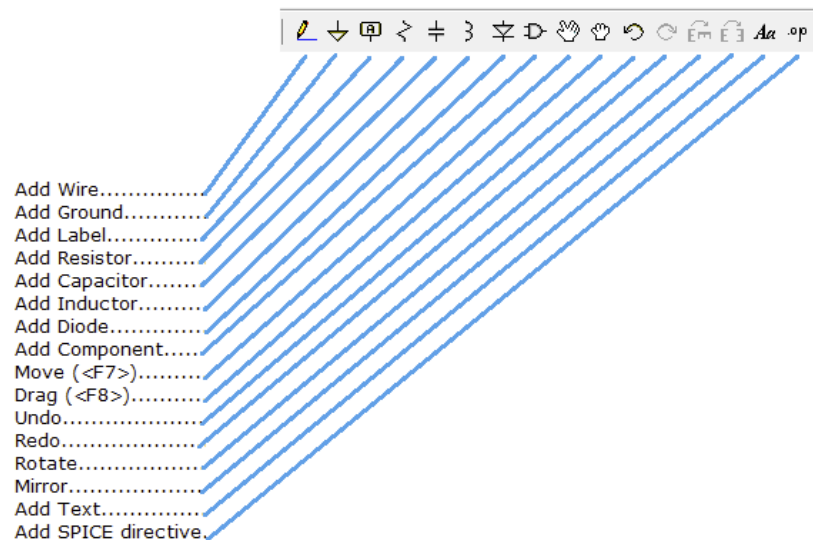 A
Aa .op
Add Wire...............
Add Ground............
Add Label..............
Add Resistor..........
Add Capacitor........
Add Inductor..........
Add Diode..............
Add Component.....
Move (<F7>).........
Drag (<F8>)..........
Undo....................
Redo....................
Rotate..................
Mirror...................
Add Text...............
Add SPICE directive.